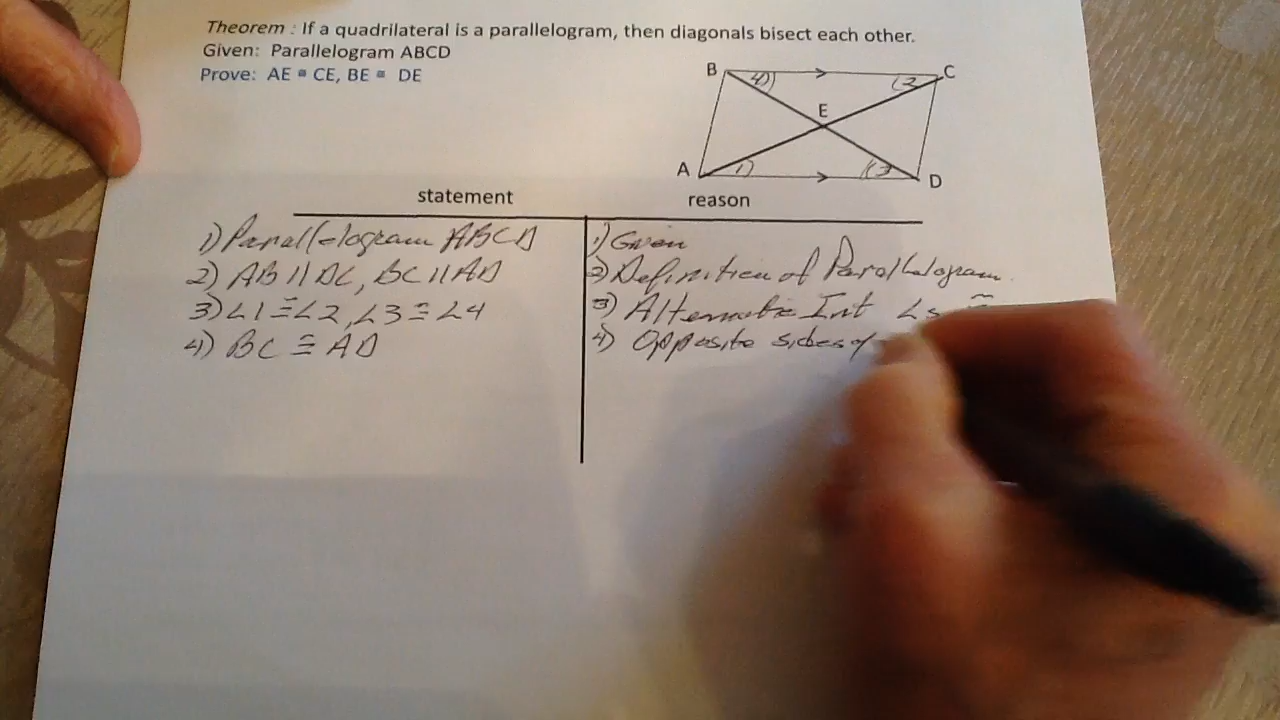 Theorem : If a quadrilateral is a parallelogram, then diagonals bisect each other.
Given: Parallelogram ABCD
Prove: AE ≅ CE, BE ≅ DE
B C
4 2
E
A D
1 3
statement reason
1) Parallelogram ABCD 1) Given
2) AB || DC, BC || AD 2) Definition of Parallelogram
3) ∠1 ≅ ∠2, ∠3 ≅ ∠4 3) Alternate Int ∠s ≅
4) BC ≅ AD 4) Opposite sides of